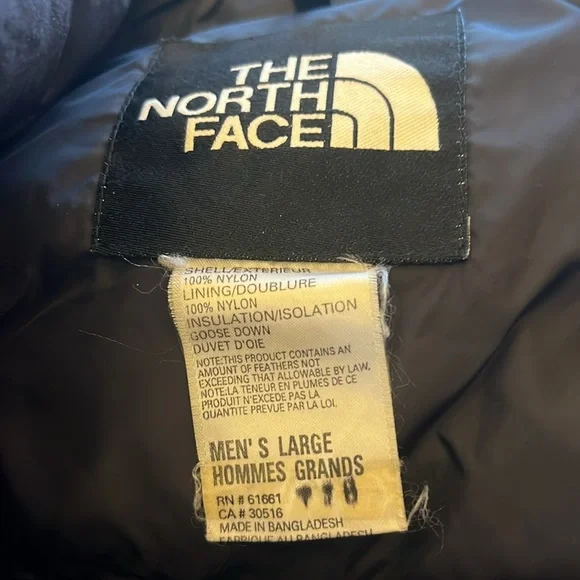 THE
NORTH
FACE
SHELL/EXTERIEUR
100% NYLON
LINING/DOUBLURE
100% NYLON
INSULATION/ISOLATION
GOOSE DOWN
DUVET D'OIE
NOTE:THIS PRODUCT CONTAINS AN
AMOUNT OF FEATHERS NOT
EXCEEDING THAT ALLOWABLE BY LAW.
NOTE:LA TENEUR EN PLUMES DE CE
PRODUIT N'EXCEDE PAS LA
QUANTITE PREVUE PAR LA LOI.
MEN'S LARGE
HOMMES GRANDS
RN # 61661
CA # 30516
MADE IN BANGLADESH
FABRIQUE AU BANGLADESH